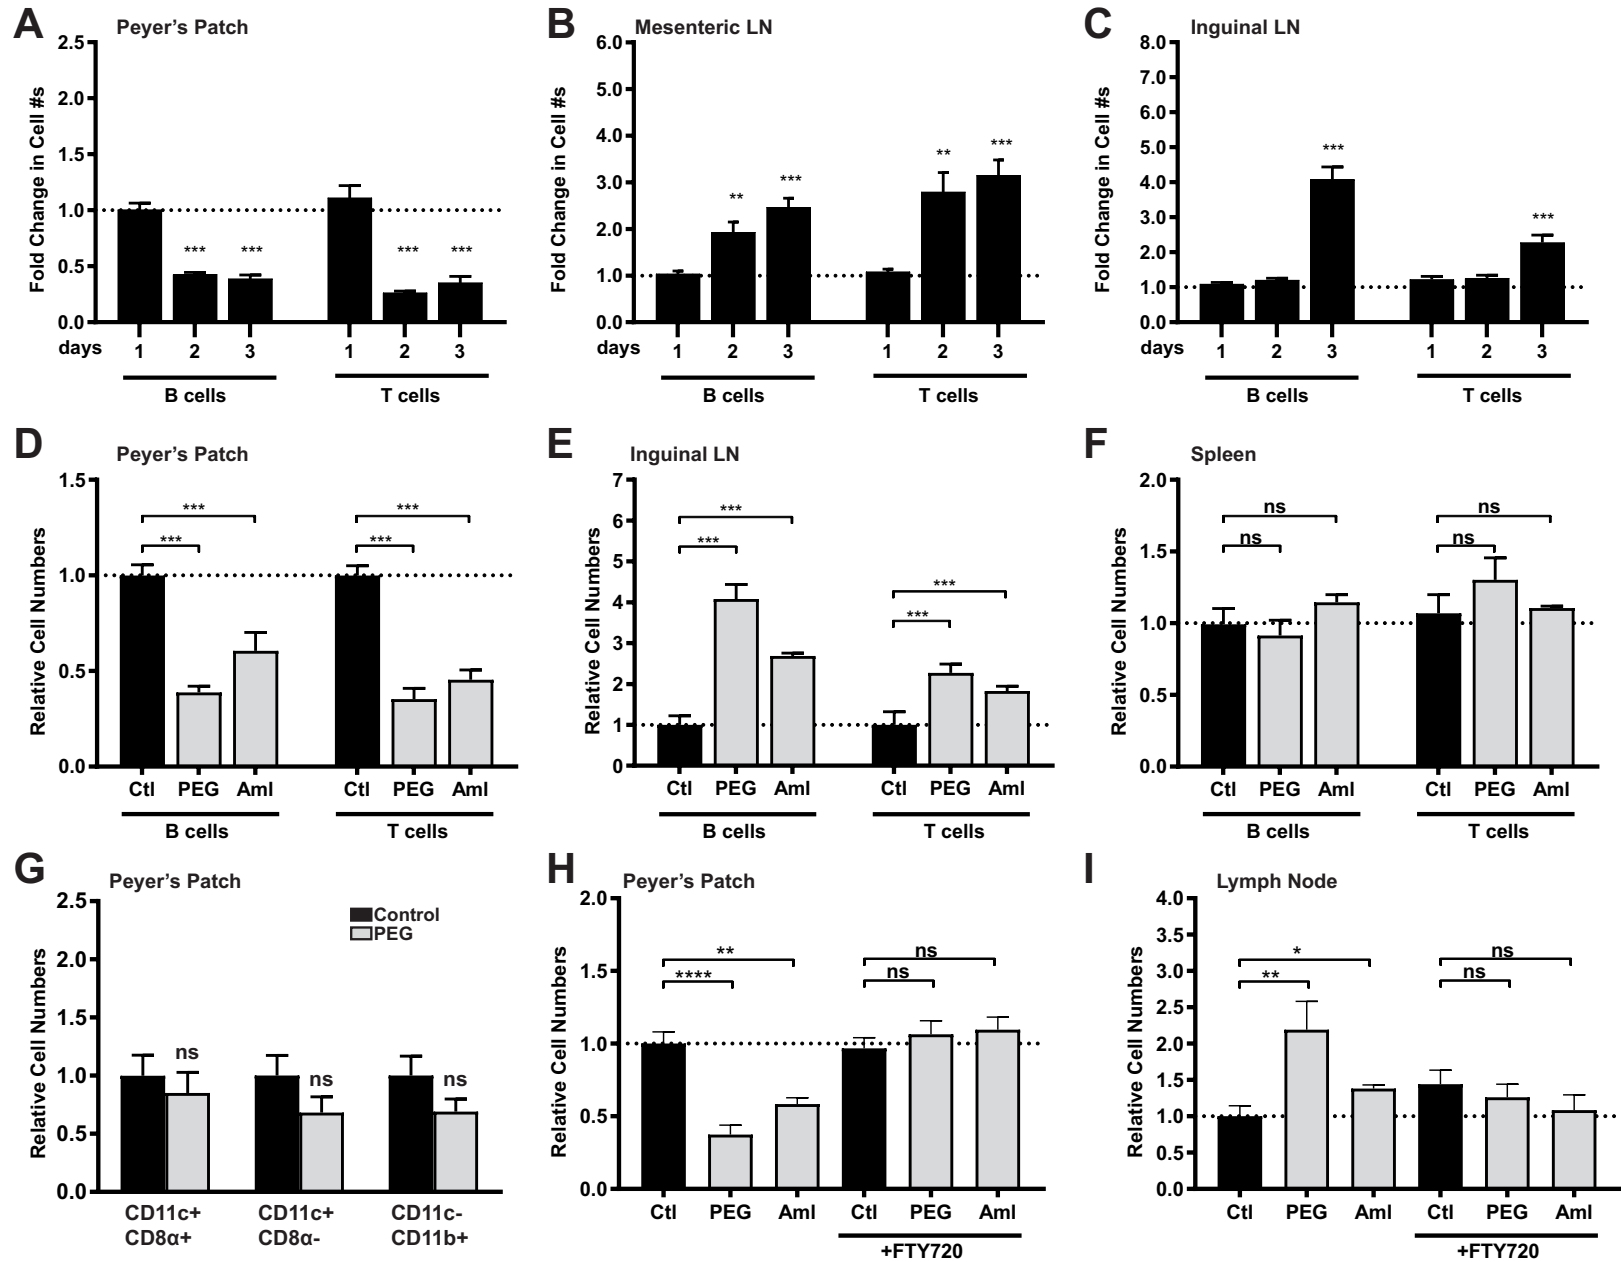 A Peyer’s Patch
Fold Change in Cell #s
2.5
2.0
1.5
1.0
0.5
0.0
*** *** *** ***
days 1 2 3 1 2 3
B cells T cells
B Mesenteric LN
Fold Change in Cell #s
6.0
5.0
4.0
3.0
2.0
1.0
0.0
** *** ** ***
days 1 2 3 1 2 3
B cells T cells
C Inguinal LN
Fold Change in Cell #s
8.0
7.0
6.0
5.0
4.0
3.0
2.0
1.0
0.0
*** ***
days 1 2 3 1 2 3
B cells T cells
D Peyer’s Patch
Relative Cell Numbers
1.5
1.0
0.5
0.0
*** ***
*** ***
Ctl PEG Aml Ctl PEG Aml
B cells T cells
E Inguinal LN
Relative Cell Numbers
7
6
5
4
3
2
1
0
***
***
***
***
Ctl PEG Aml Ctl PEG Aml
B cells T cells
F Spleen
Relative Cell Numbers
2.0
1.5
1.0
0.5
0.0
ns ns
ns ns
Ctl PEG Aml Ctl PEG Aml
B cells T cells
G Peyer’s Patch
Relative Cell Numbers
2.5
2.0
1.5
1.0
0.5
0.0
Control
PEG
ns ns ns
CD11c+ CD11c+ CD11c-
CD8α+ CD8α- CD11b+
H Peyer’s Patch
Relative Cell Numbers
2.0
1.5
1.0
0.5
0.0
** ns
**** ns
Ctl PEG Aml Ctl PEG Aml
+FTY720
I Lymph Node
Relative Cell Numbers
4.0
3.5
3.0
2.5
2.0
1.5
1.0
0.5
0.0
* ns
** ns
Ctl PEG Aml Ctl PEG Aml
+FTY720